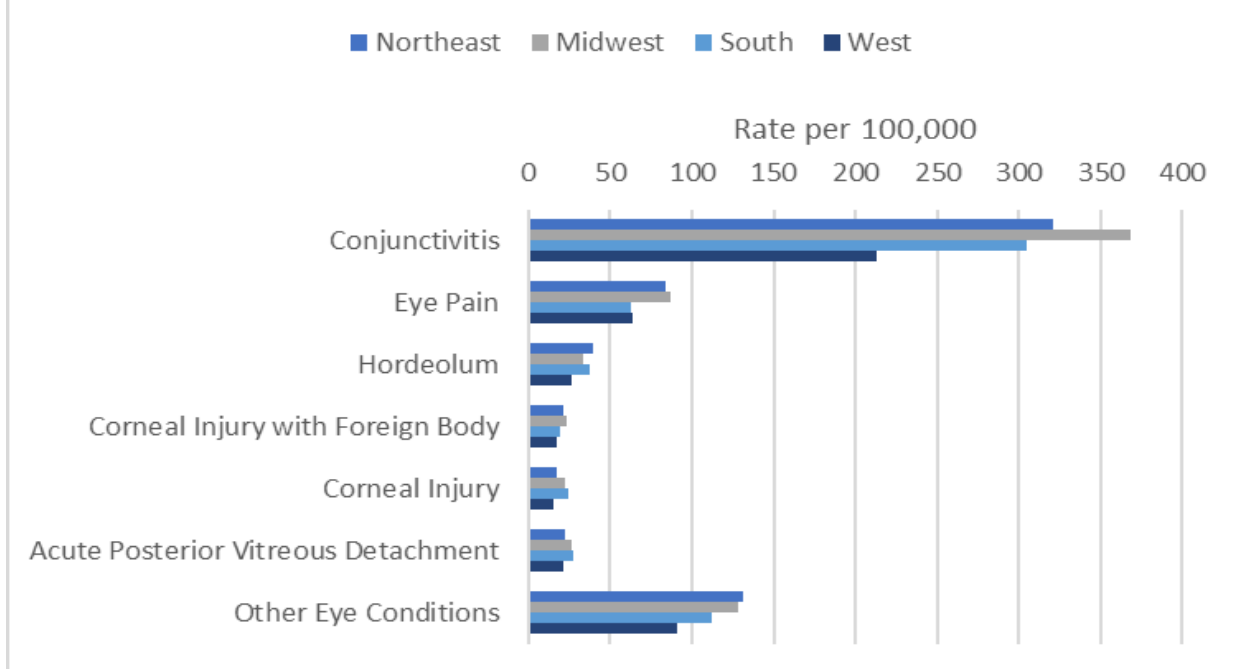 Northeast Midwest South West
Rate per 100,000
0 50 100 150 200 250 300 350 400
Conjunctivitis
Eye Pain
Hordeolum
Corneal Injury with Foreign Body
Corneal Injury
Acute Posterior Vitreous Detachment
Other Eye Conditions